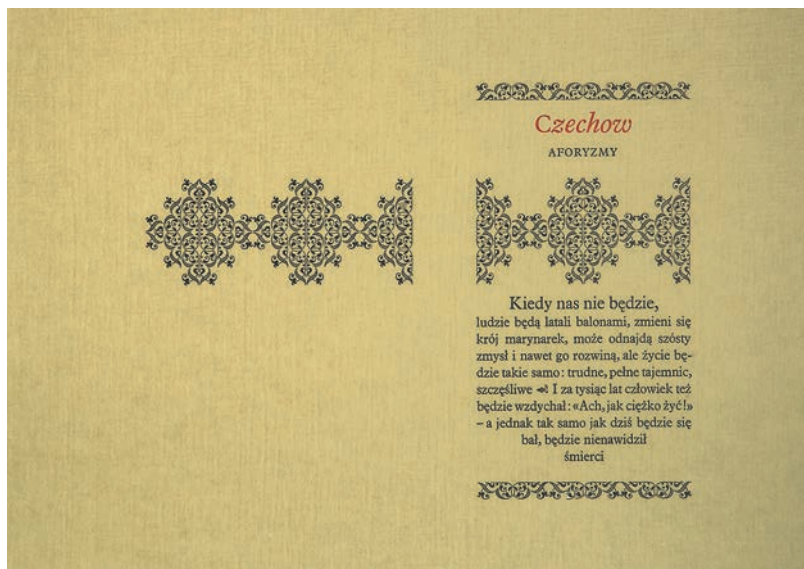 Czechow
AFORYZMY
Kiedy nas nie będzie,
ludzie będą latali balonami, zmieni się
krój marynarek, może odnajdą szósty
zmysł i nawet go rozwiną, ale życie bę-
dzie takie samo: trudne, pełne tajemnic,
szczęśliwe I za tysiąc lat człowiek też
będzie wzdychał: «Ach, jak ciężko żyć!»
– a jednak tak samo jak dziś będzie się
bał, będzie nienawidził
śmierci